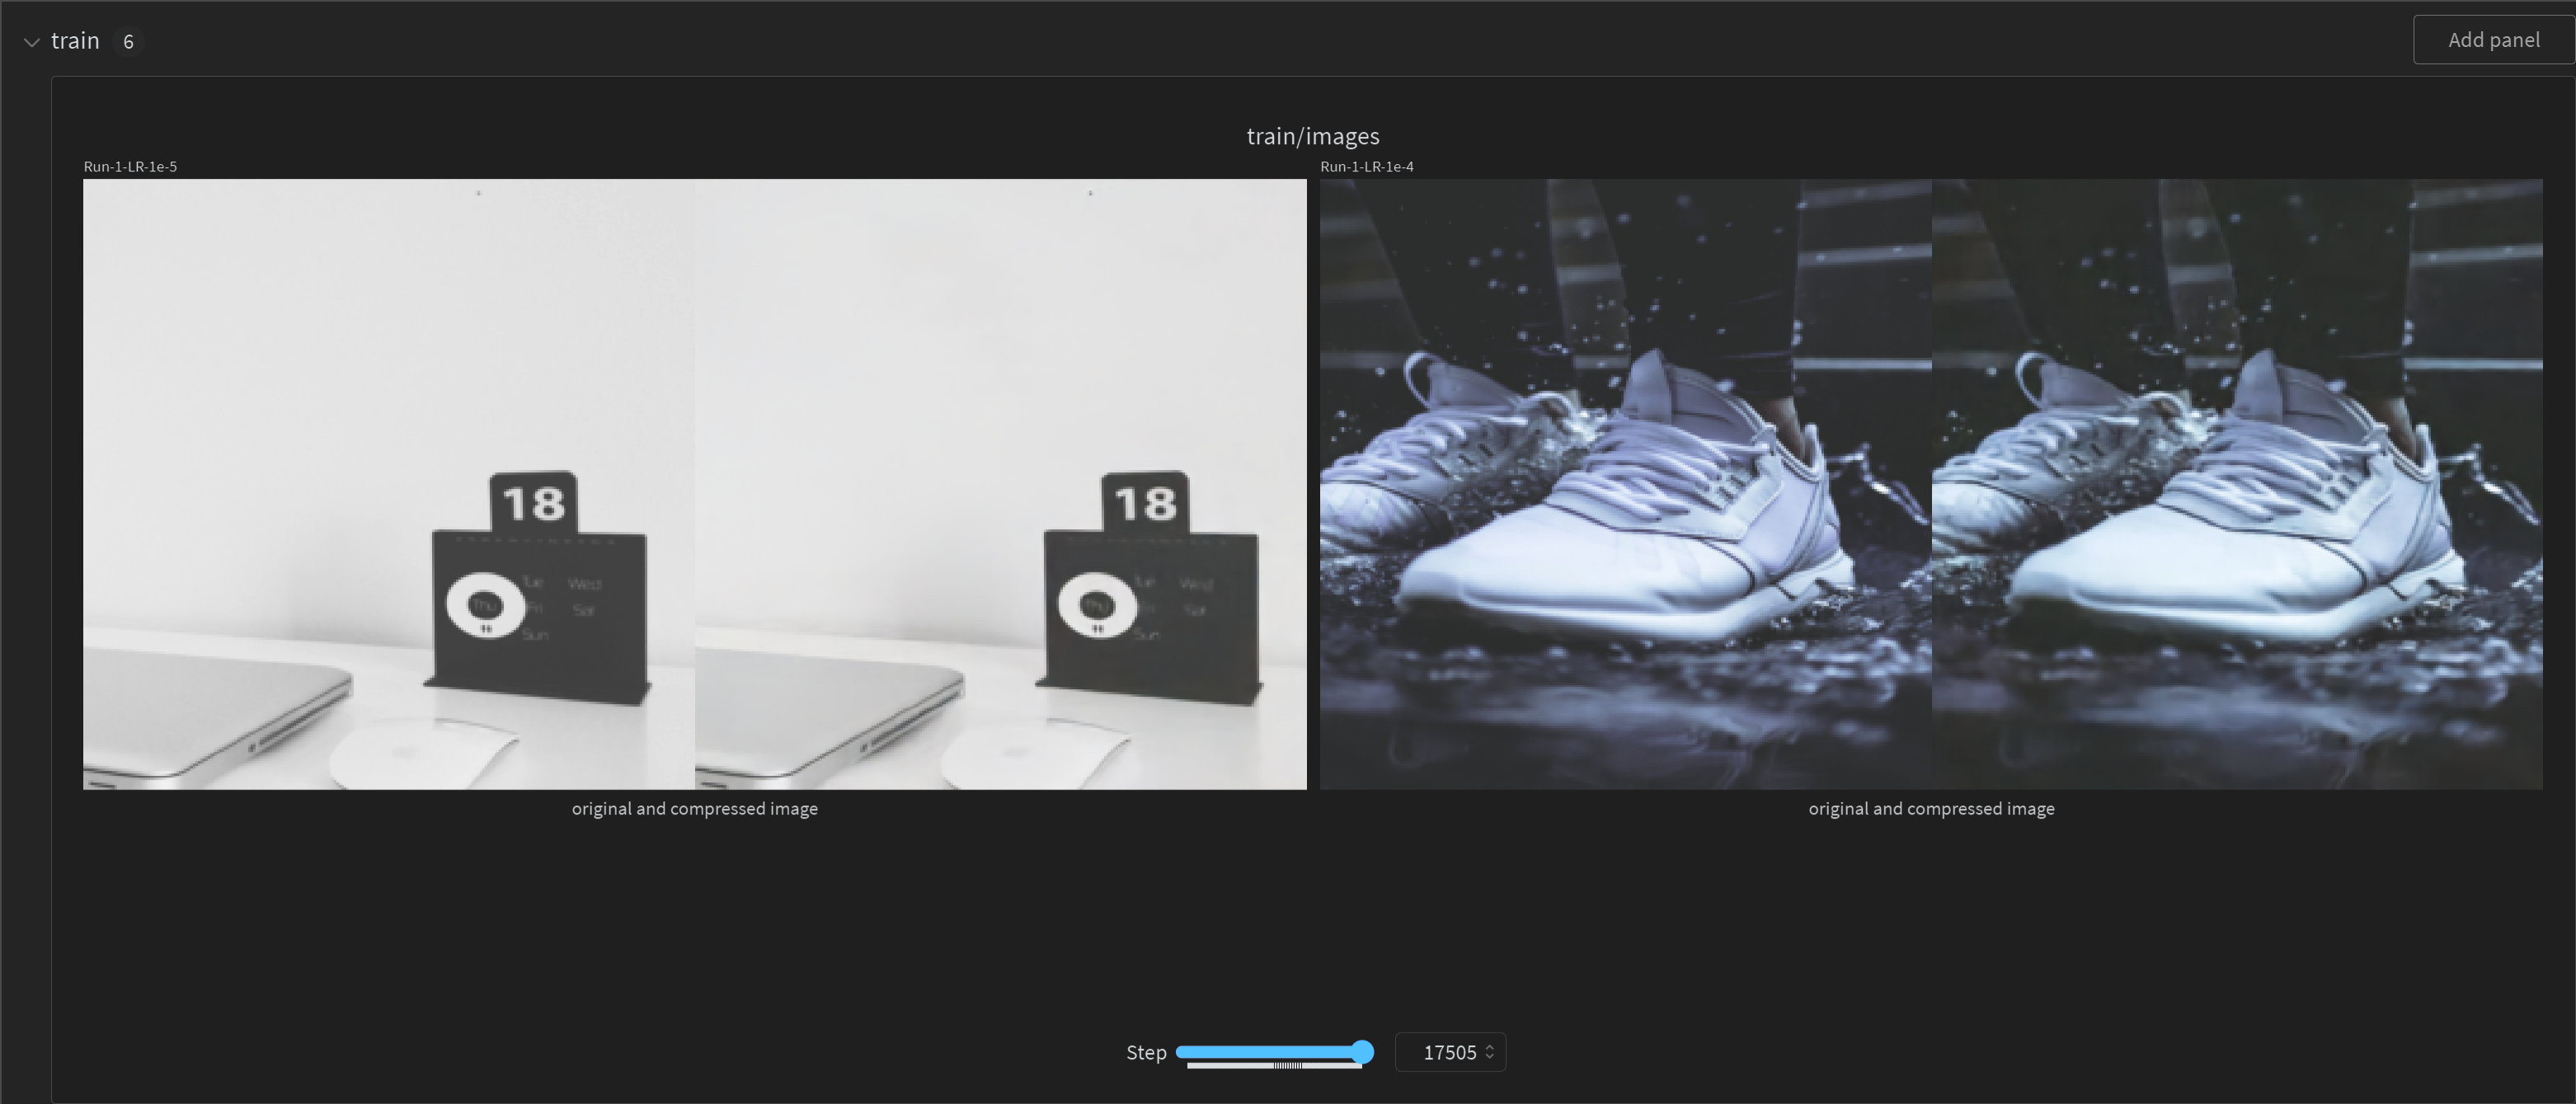 train 6
Add panel
train/images
Run-1-LR-1e-5
Run-1-LR-1e-4
18
18
Tue Wed
Thu Fri Sat
Sun
Tue Wed
Thu Fri Sat
Sun
original and compressed image
original and compressed image
Step 17505